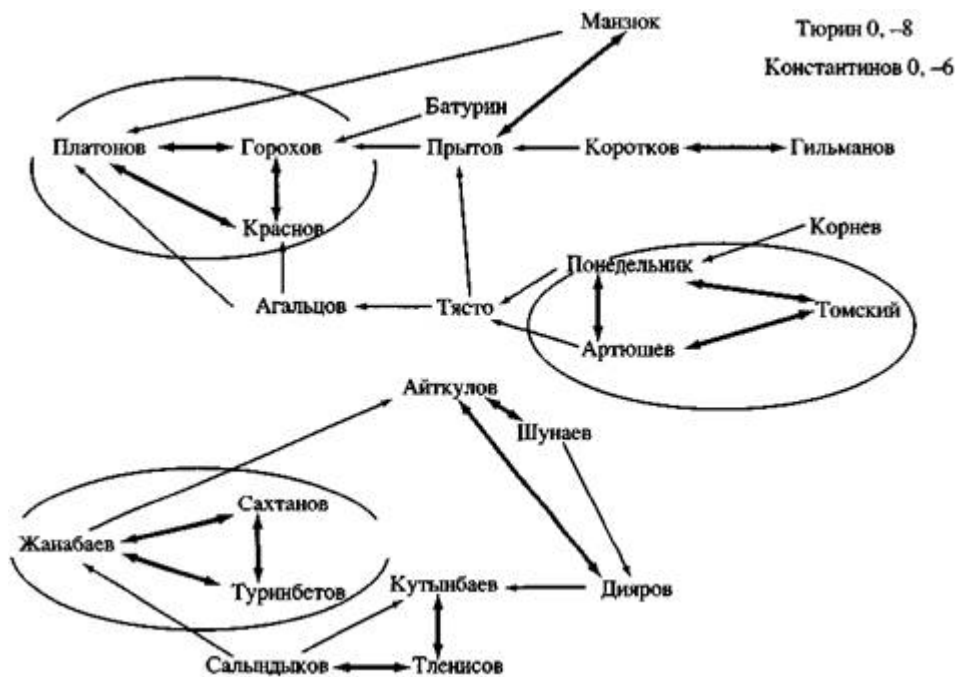 Манзюк
Тюрин 0, –8
Константинов 0, –6
Батурин
Платонов
Горохов
Прытов
Коротков
Гильманов
Краснов
Корнев
Понедельник
Агальцов
Тясто
Томский
Артюшев
Айткулов
Шунаев
Сахтанов
Жанабаев
Туринбетов
Кутынбаев
Дияров
Салындыков
Тленисов